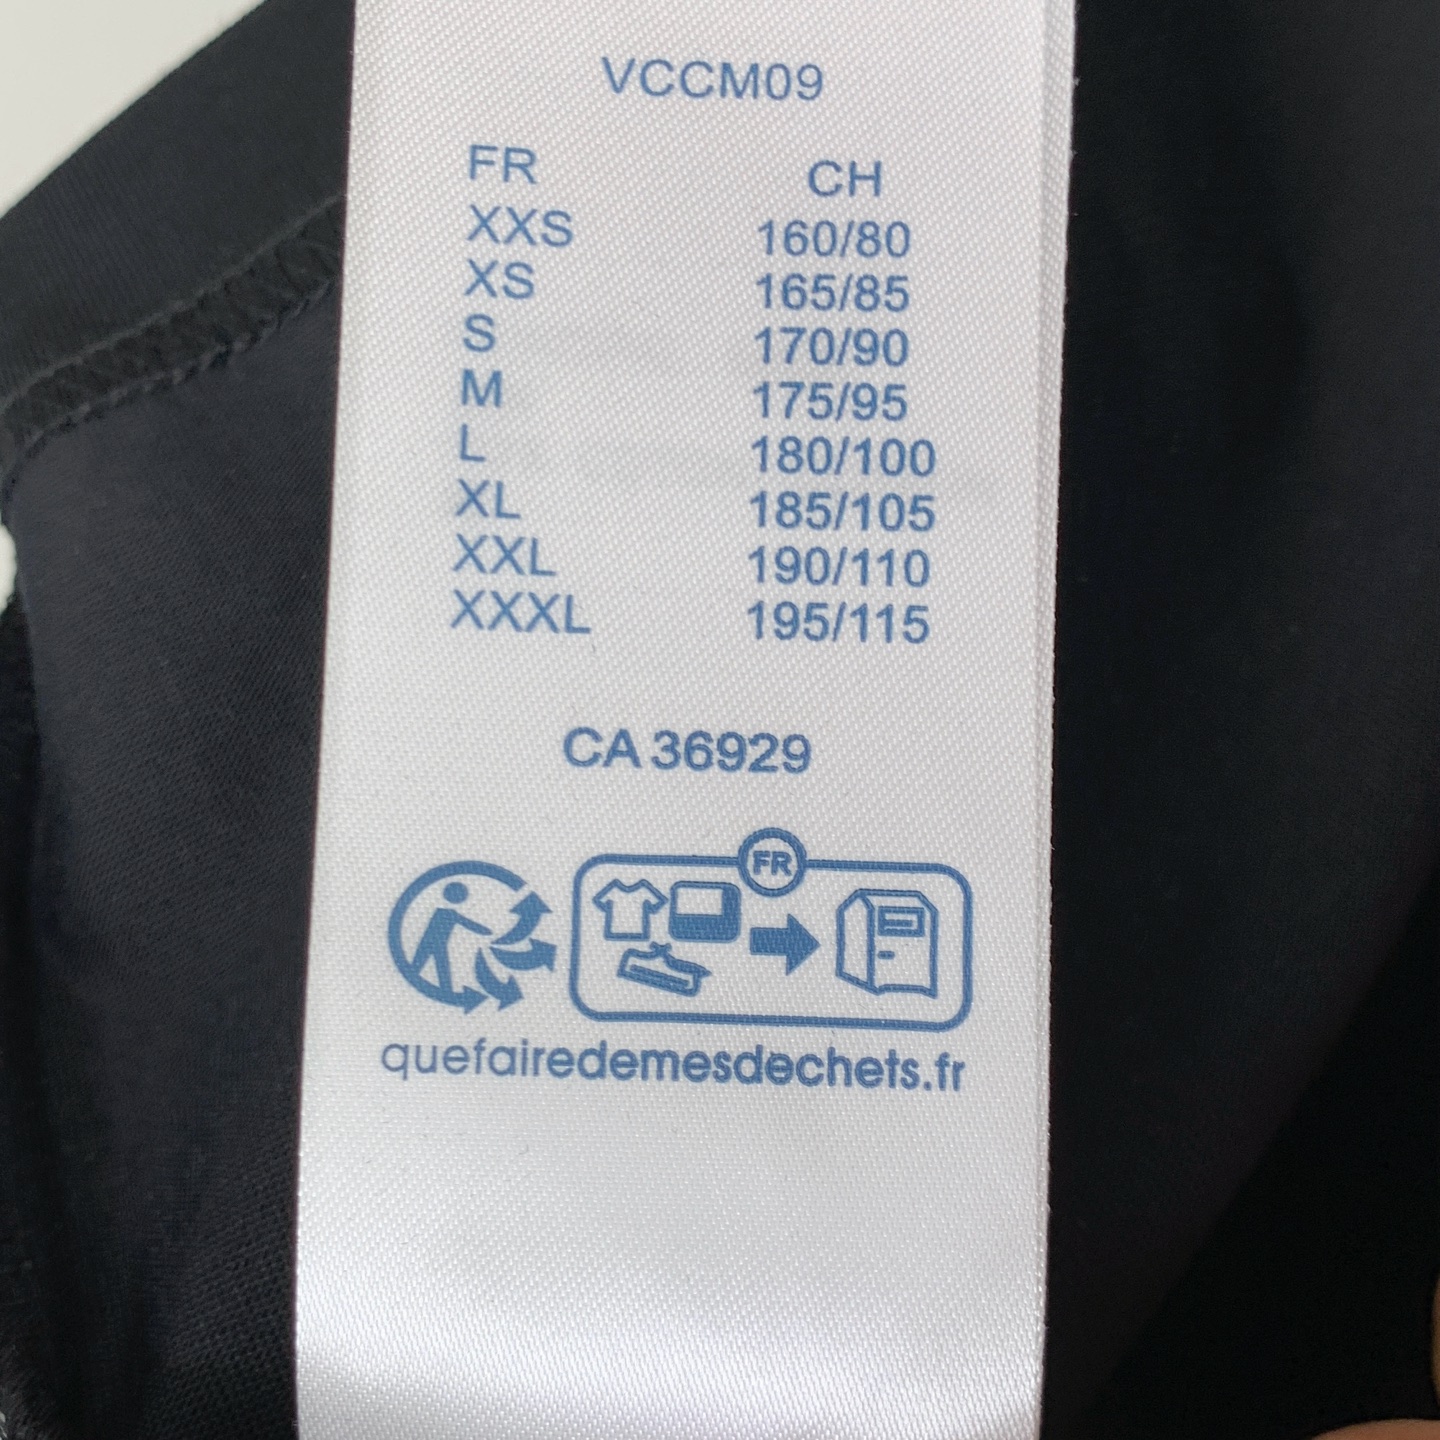 VCCM09
FR CH
XXS 160/80
XS 165/85
S 170/90
M 175/95
L 180/100
XL 185/105
XXL 190/110
XXXL 195/115
CA 36929
FR
quefairedemesdechets.fr